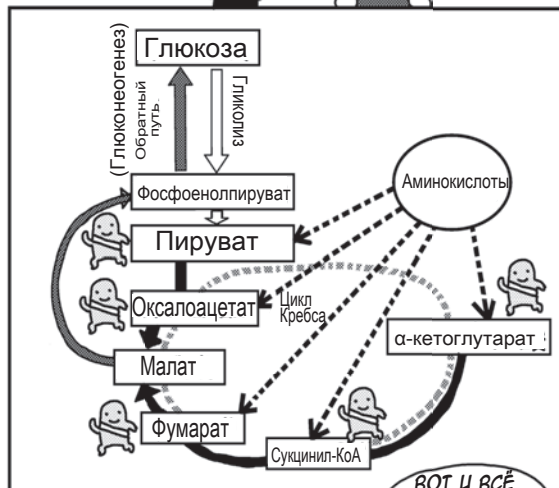 Глюкоза
(Глюконеогенез)
Обратный
путь.
Гликолиз
Фосфоенолпируват
Аминокислоты
Пируват
Оксалоацетат
Цикл
Кребса
α-кетоглутарат
Малат
Фумарат
Сукцинил-КоА
ВОТ И ВСЁ